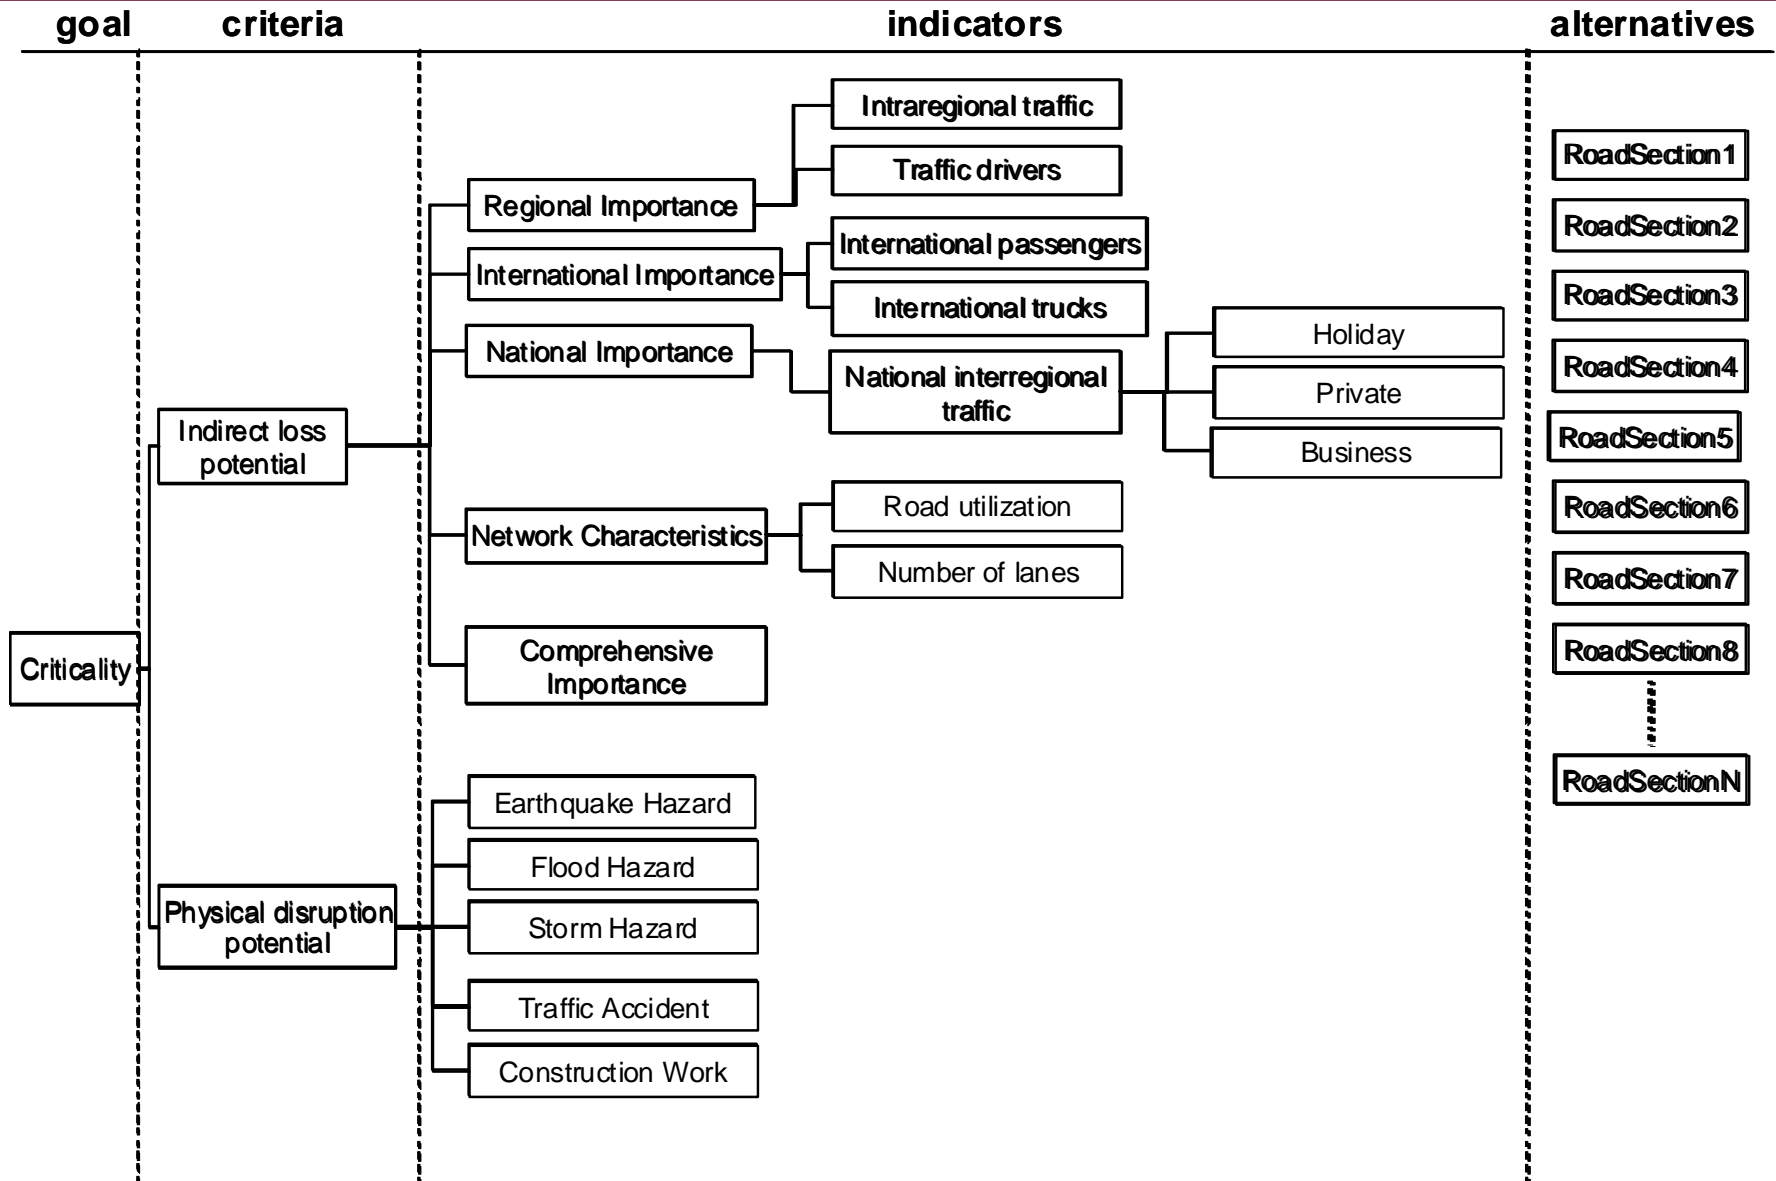 goal criteria indicators alternatives
Intraregional traffic
Traffic drivers
Regional Importance
International passengers
International Importance
International trucks
National Importance
National interregional
traffic
Holiday
Private
Business
Indirect loss
potential
Road utilization
Network Characteristics
Number of lanes
Comprehensive
Importance
Criticality
Earthquake Hazard
Flood Hazard
Physical disruption
potential
Storm Hazard
Traffic Accident
Construction Work
RoadSection1
RoadSection2
RoadSection3
RoadSection4
RoadSection5
RoadSection6
RoadSection7
RoadSection8
RoadSectionN